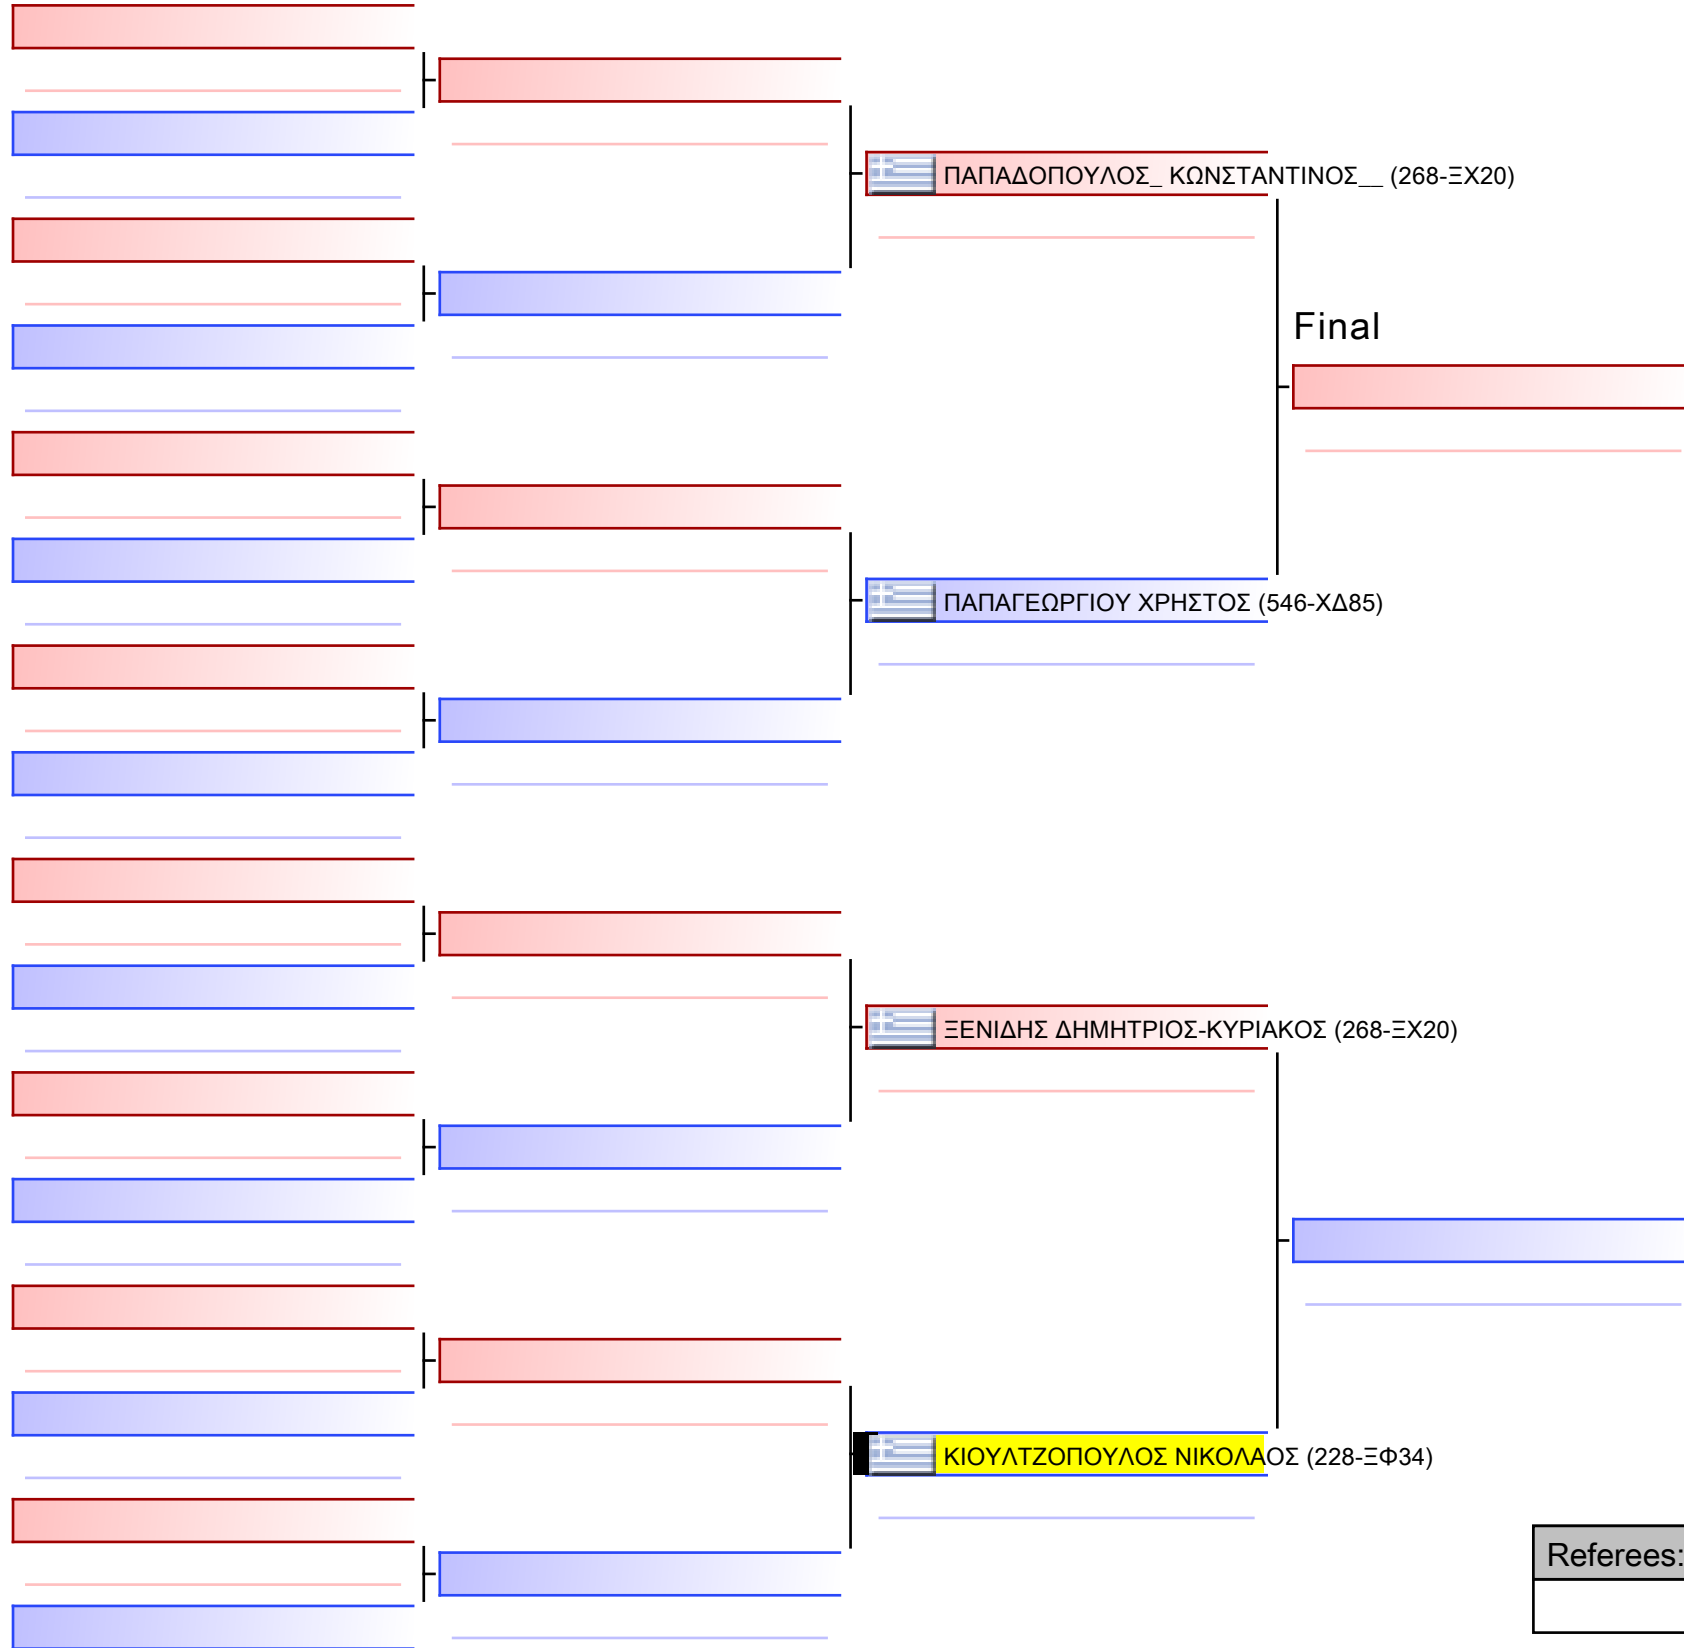 ΠΑΠΑΔΟΠΟΥΛΟΣ_ ΚΩΝΣΤΑΝΤΙΝΟΣ__ (268-ΞΧ20)
Final
ΠΑΠΑΓΕΩΡΓΙΟΥ ΧΡΗΣΤΟΣ (546-ΧΔ85)
ΞΕΝΙΔΗΣ ΔΗΜΗΤΡΙΟΣ-ΚΥΡΙΑΚΟΣ (268-ΞΧ20)
ΚΙΟΥΛΤΖΟΠΟΥΛΟΣ ΝΙΚΟΛΑΟΣ (228-ΞΦ34)
Referees: